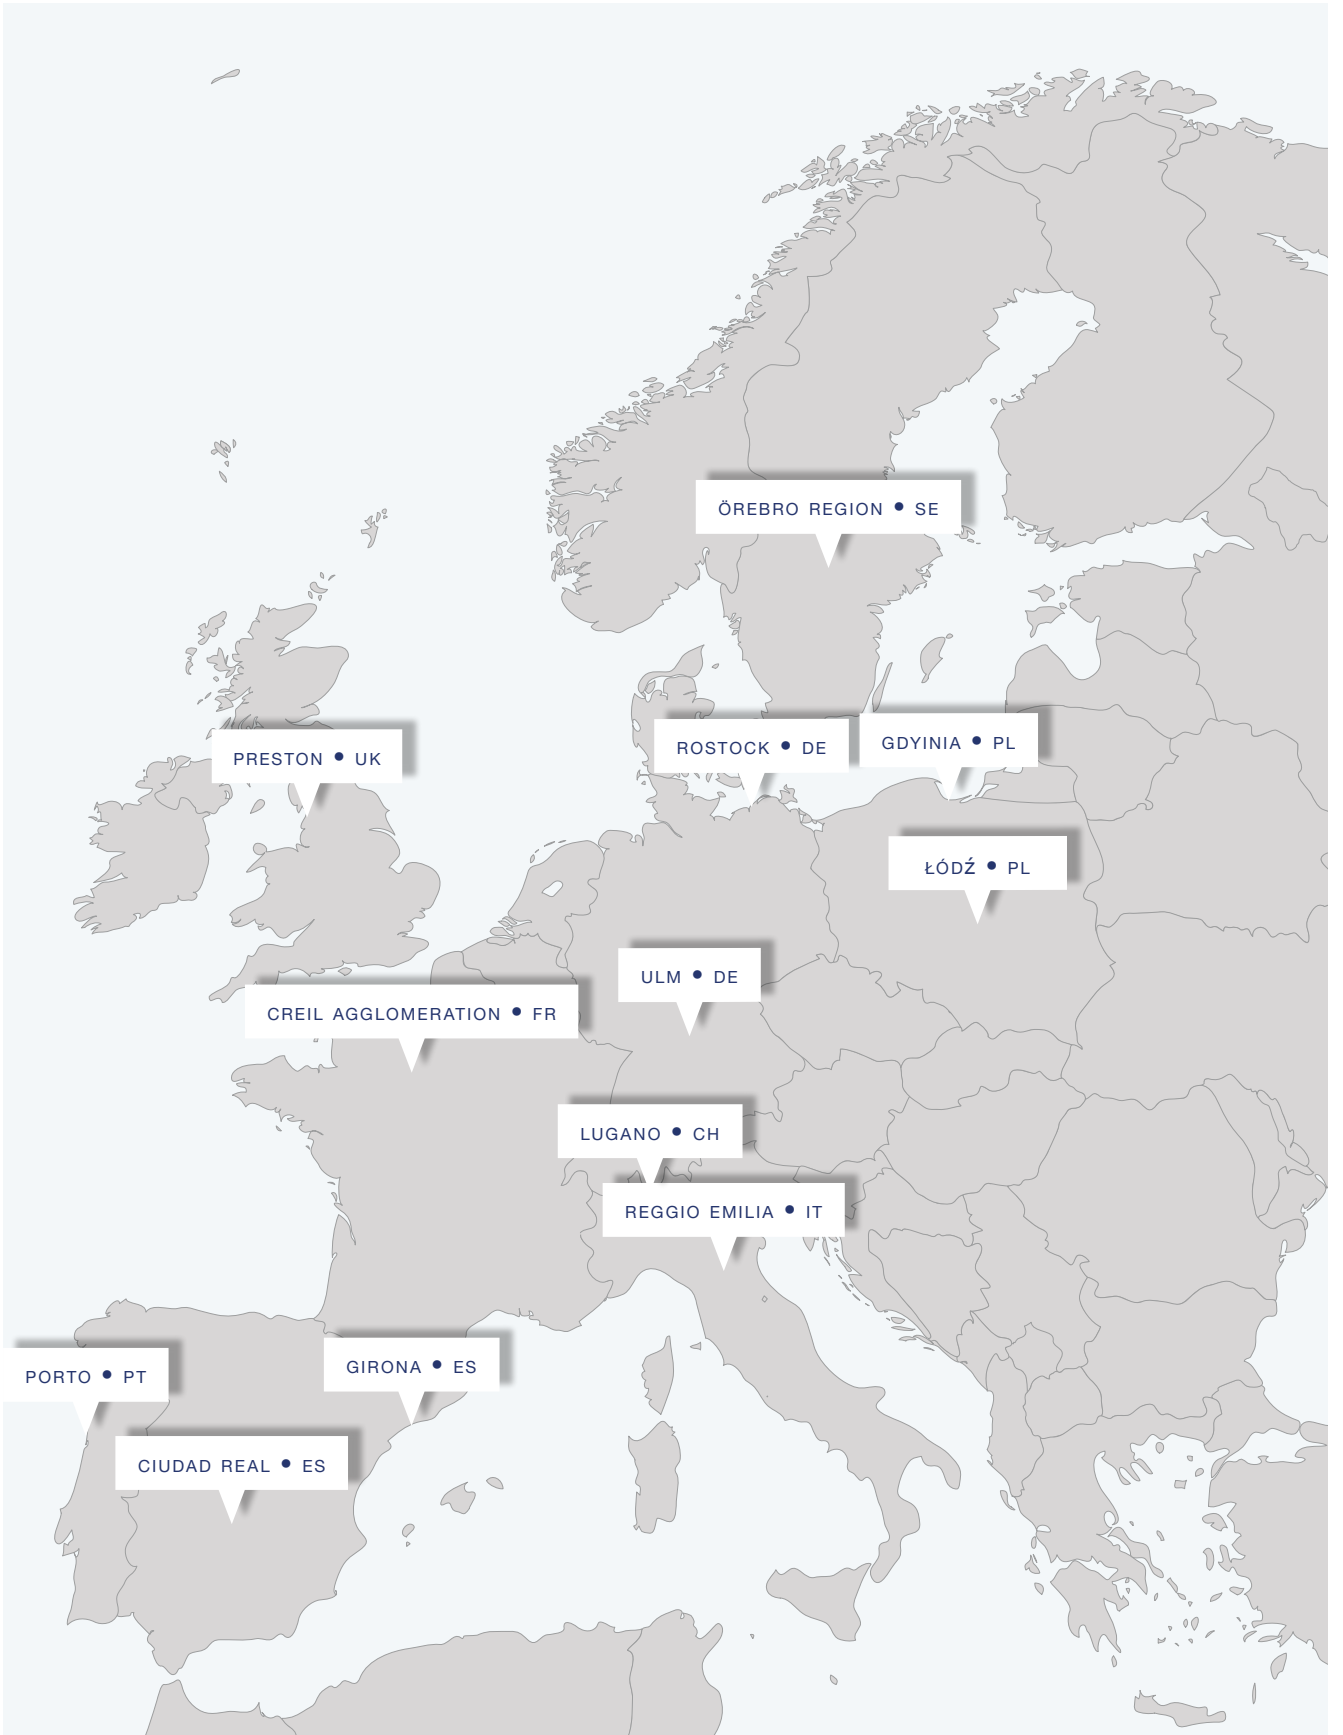 ÖREBRO REGION • SE
ROSTOCK • DE
GDYINIA • PL
PRESTON • UK
ŁÓDŹ • PL
ULM • DE
CREIL AGGLOMERATION • FR
LUGANO • CH
REGGIO EMILIA • IT
GIRONA • ES
PORTO • PT
CIUDAD REAL • ES